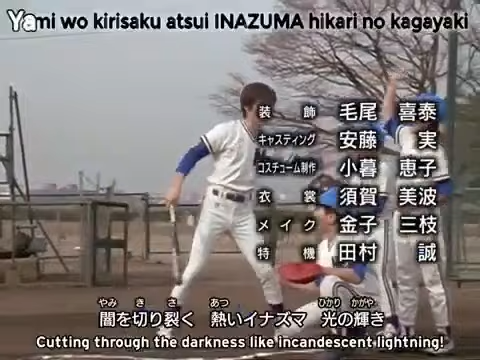 Yami wo kirisaku atsui INAZUMA hikari no kagayaki
装飾 毛尾 喜泰
キャスティング 安藤 実
コスチューム制作 小暮 恵子
衣裳 須賀 美波
メイク 金子 三枝
特機 田村 誠
やみ き さ あつ ひかり かがや
闇を切り裂く 熱いイナズマ 光の輝き
Cutting through the darkness like incandescent lightning!